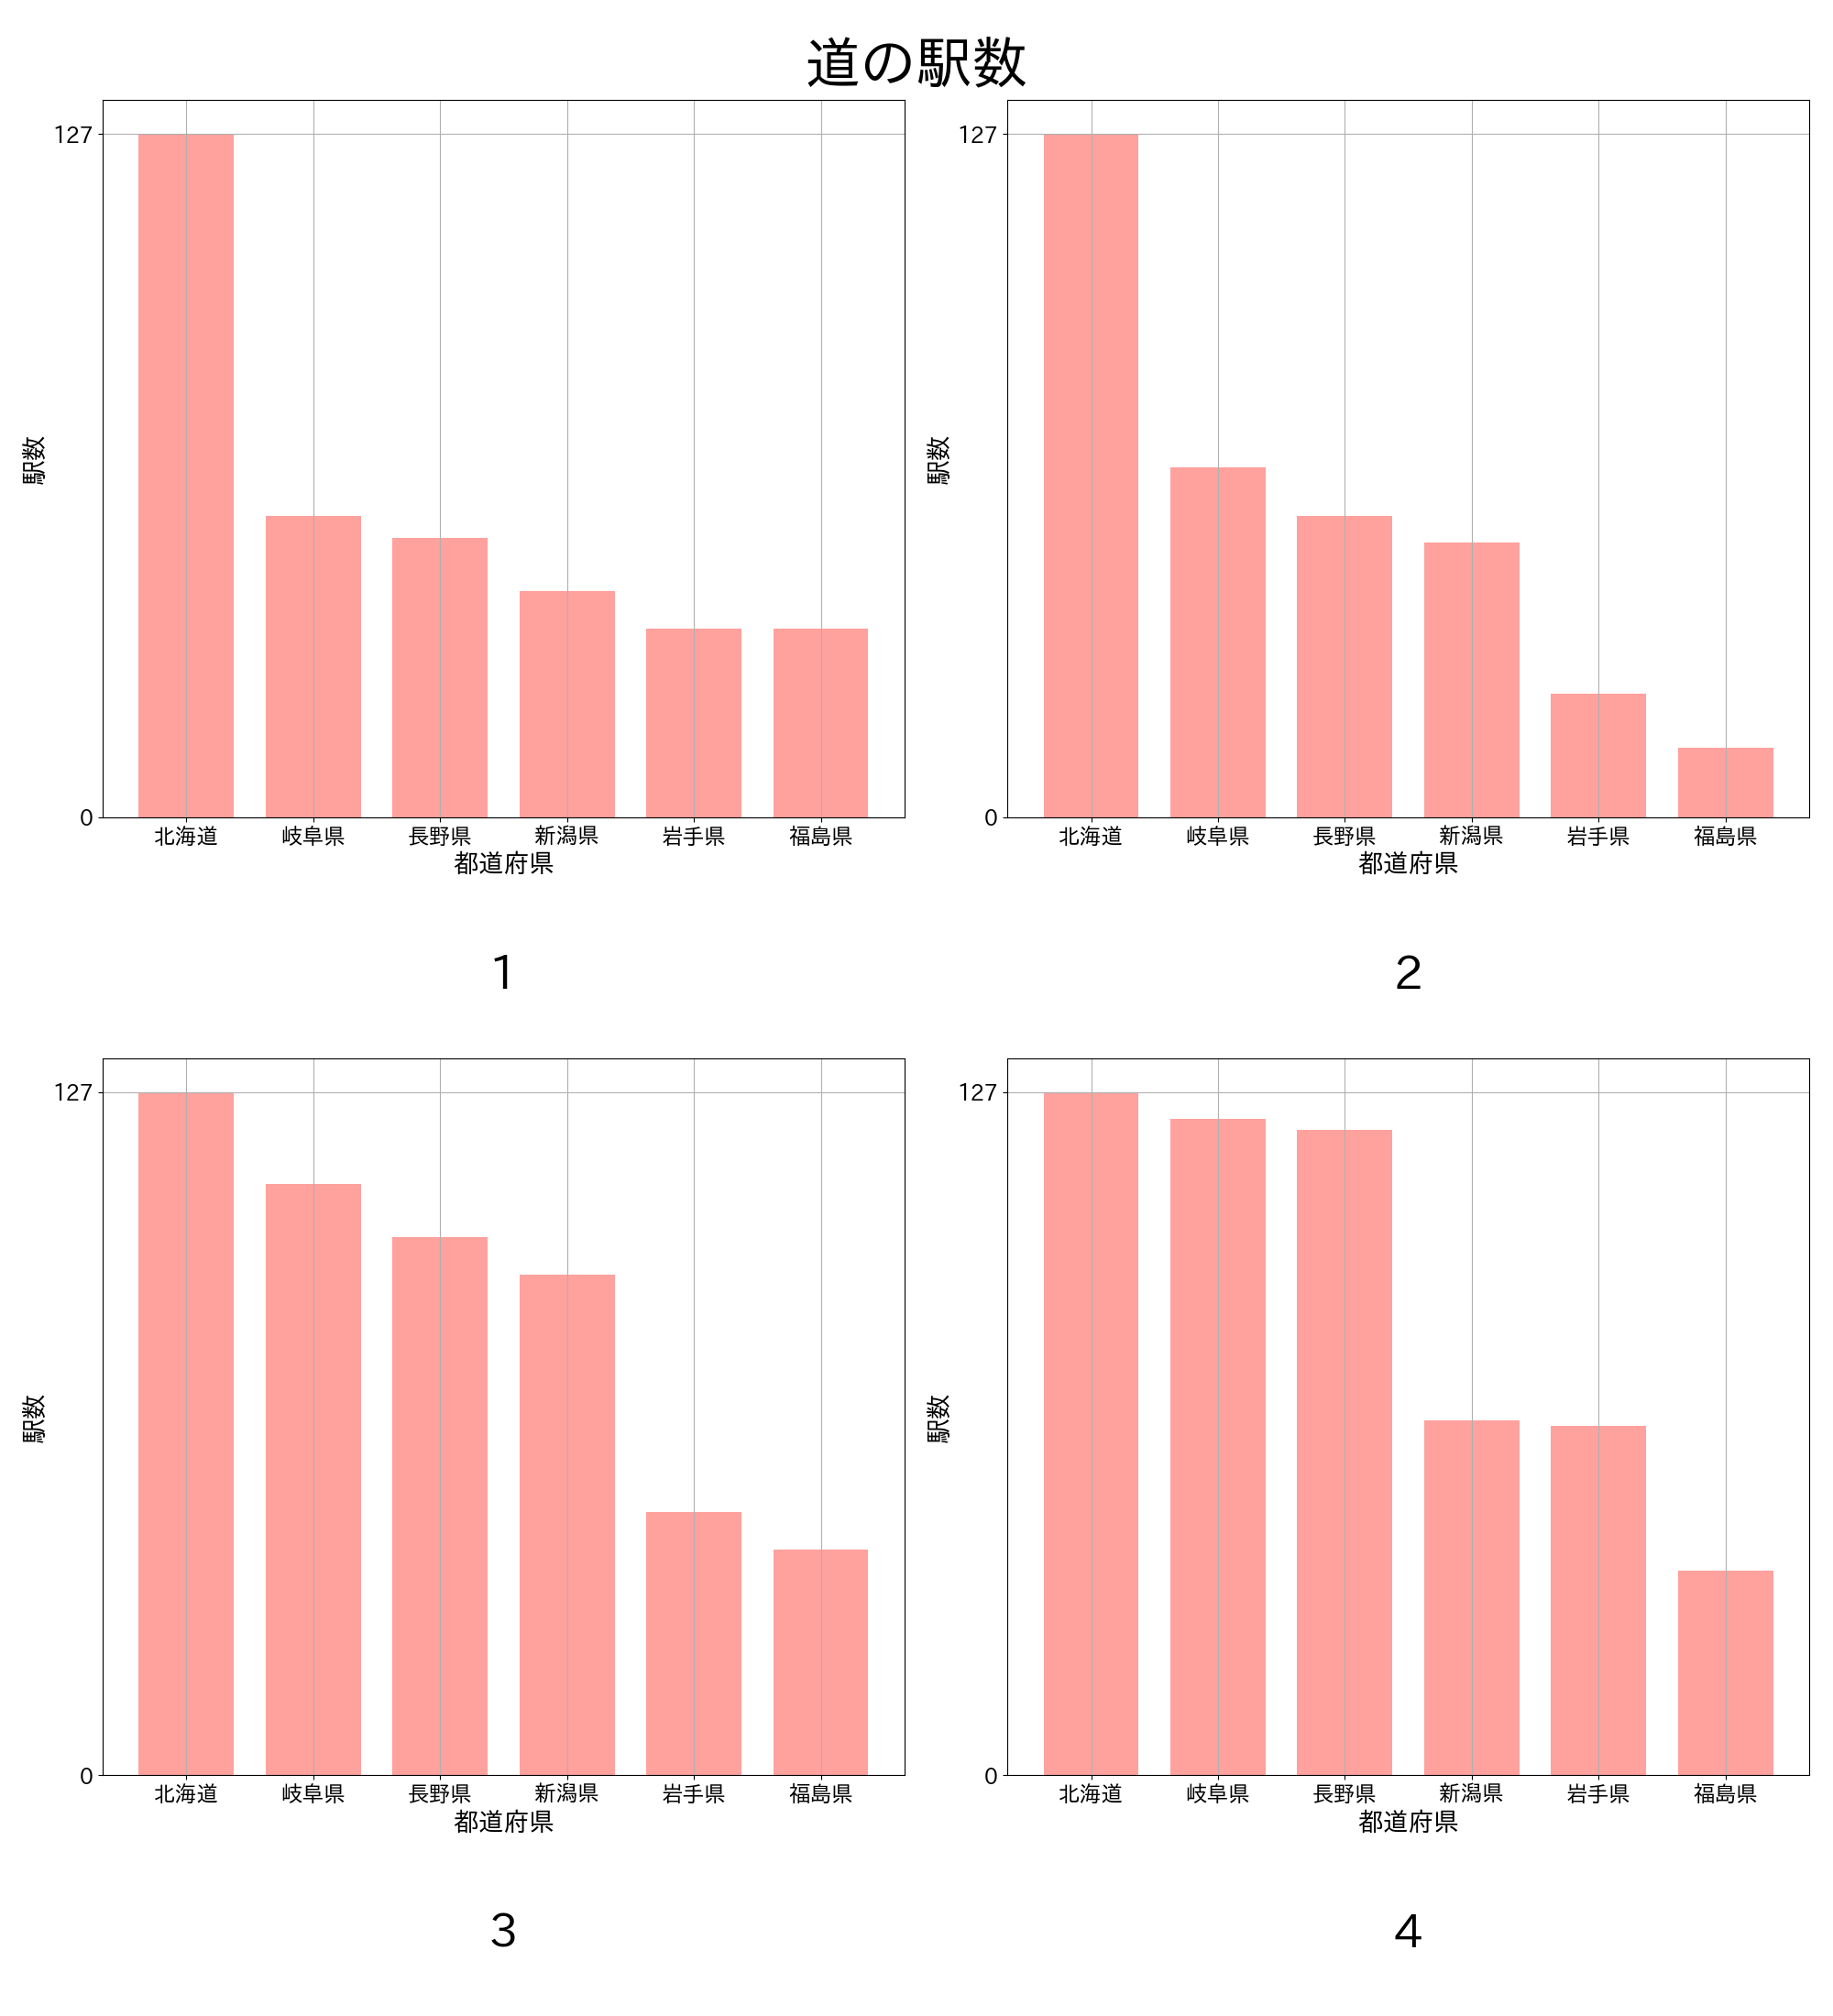 道の駅数
127
0
駅数
北海道 岐阜県 長野県 新潟県 岩手県 福島県
都道府県
1
127
0
駅数
北海道 岐阜県 長野県 新潟県 岩手県 福島県
都道府県
2
127
0
駅数
北海道 岐阜県 長野県 新潟県 岩手県 福島県
都道府県
3
127
0
駅数
北海道 岐阜県 長野県 新潟県 岩手県 福島県
都道府県
4